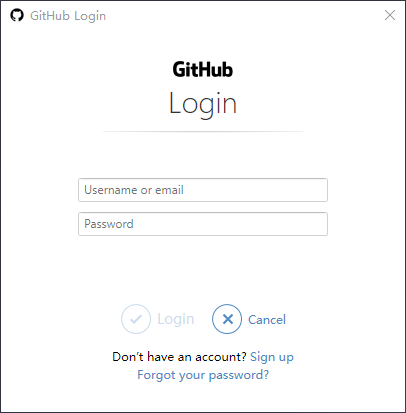 GitHub Login
GitHub
Login
Username or email
Password
Login Cancel
Don't have an account? Sign up
Forgot your password?